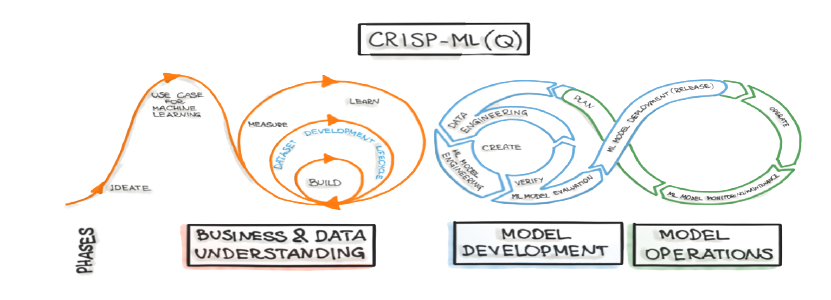 CRISP-ML(Q)
USE CASE
FOR
MACHINE
LEARNING
IDEATE
MEASURE
LEARN
DATASET DEVELOPMENT LIFECYCLE
BUILD
DATA
ENGINEERING
CREATE
ML MODEL
ENGINEERING
VERIFY
ML MODEL EVALUATION
PLAN
ML MODEL DEPLOYMENT (RELEASE)
OPERATE
ML MODEL MONITORING/MAINTENANCE
PHASES
BUSINESS & DATA
UNDERSTANDING
MODEL
DEVELOPMENT
MODEL
OPERATIONS